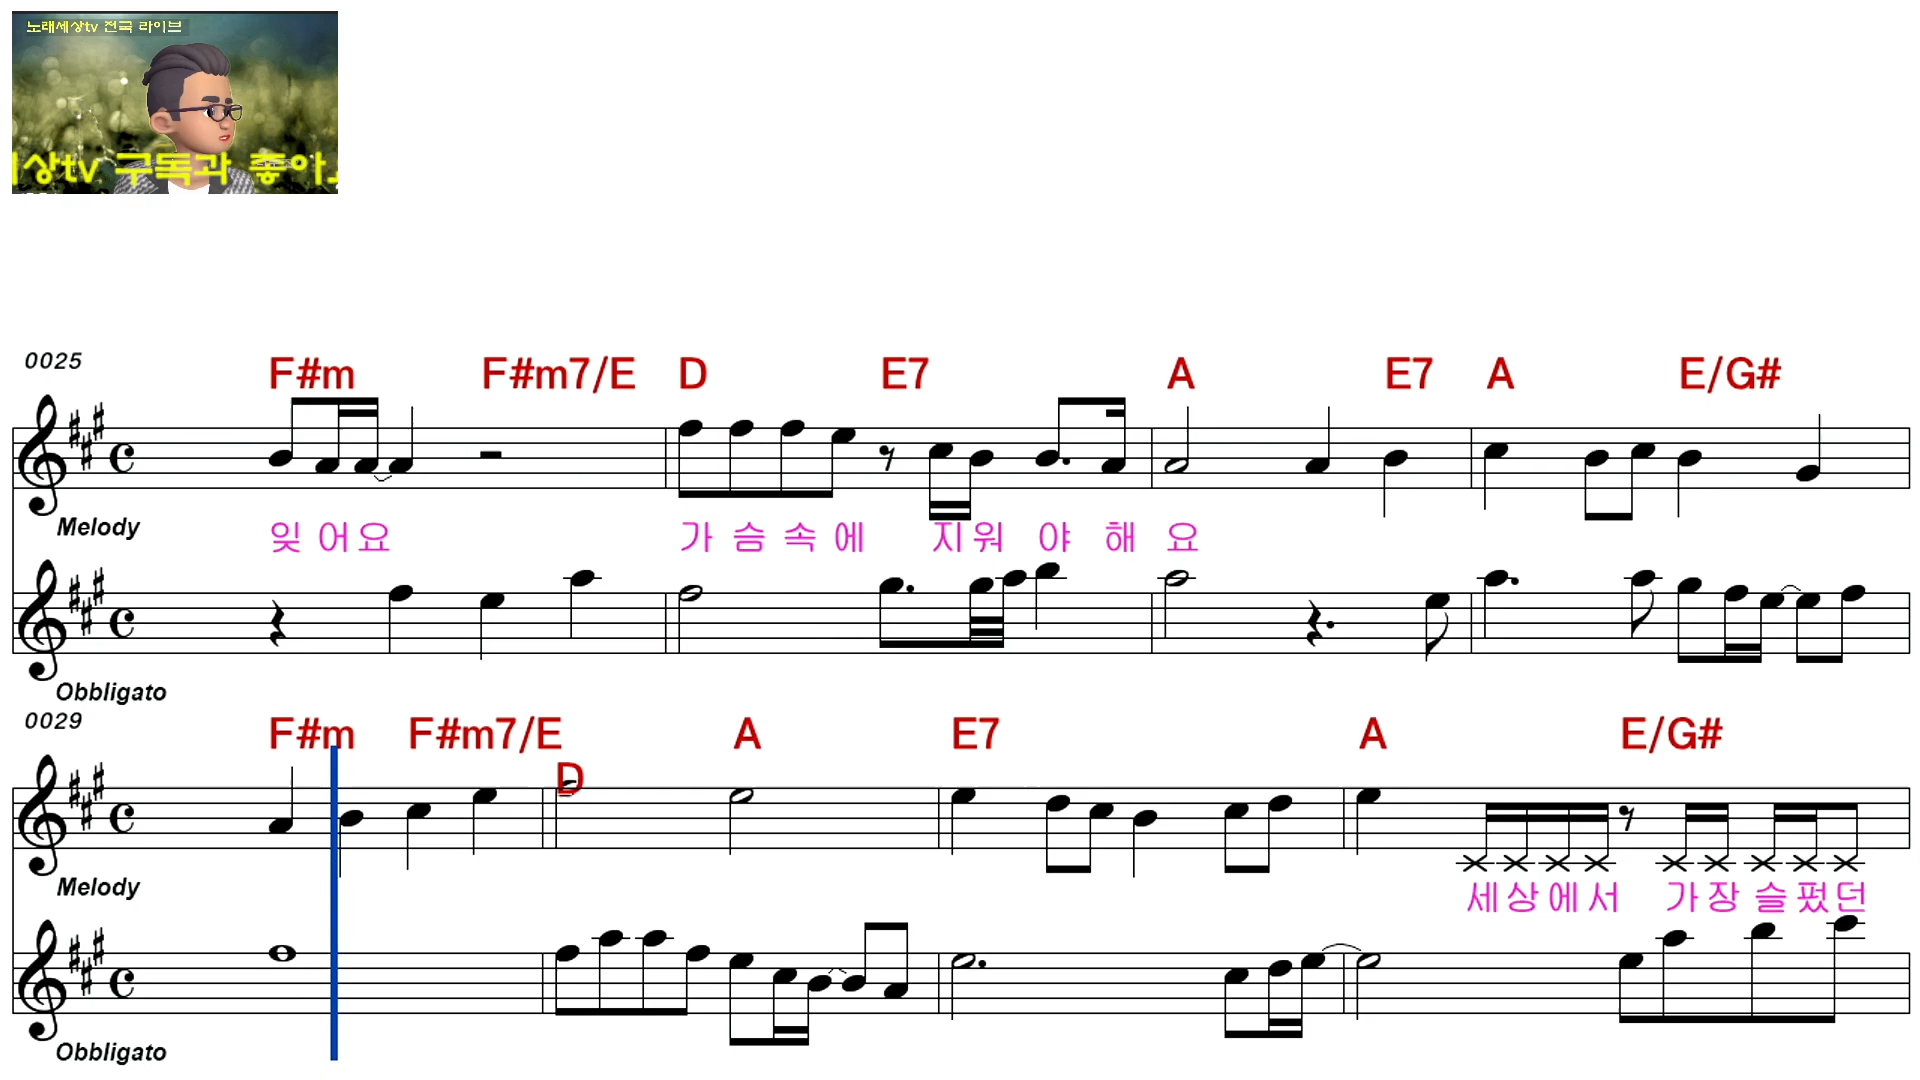 노래세상tv 전국 라이브
세상tv 구독과 좋아
0025
F#m F#m7/E D E7 A E7 A E/G#
Melody
잊어요 가슴속에 지워야해요
Obbligato
0029
F#m F#m7/E D A E7 A E/G#
Melody
세상에서 가장슬펐던
Obbligato